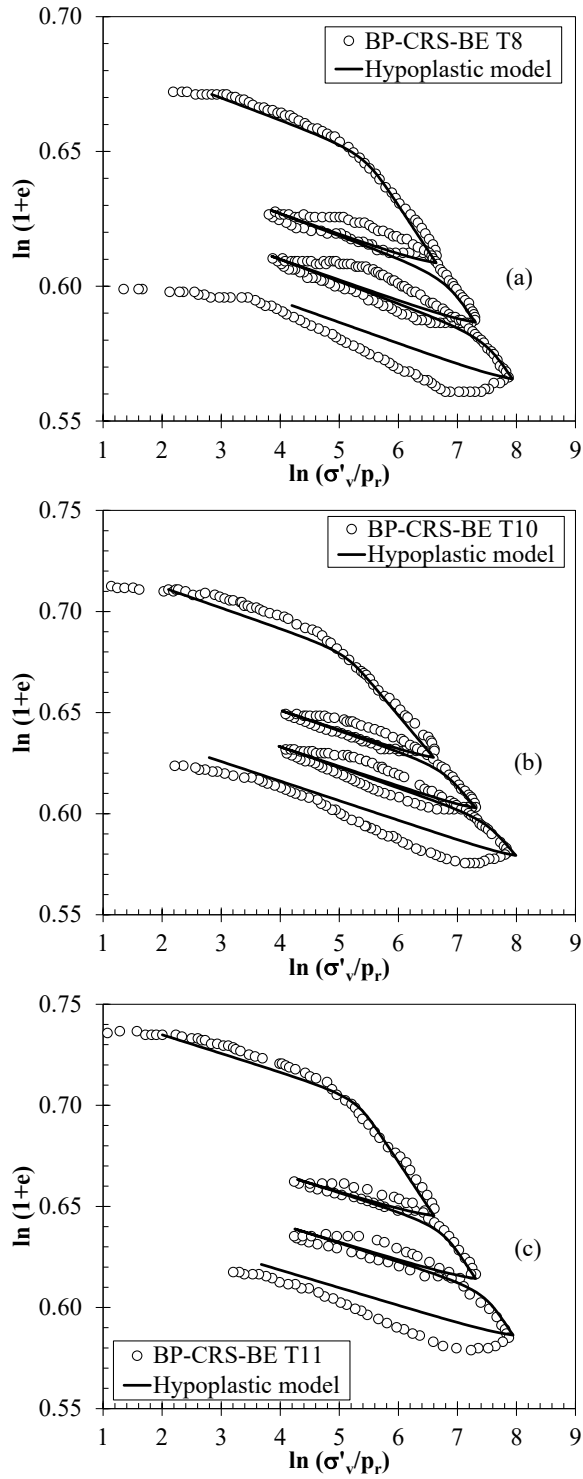 0.70
0.65
0.60
0.55
ln (1+e)
BP-CRS-BE T8
Hypoplastic model
(a)
1 2 3 4 5 6 7 8 9
ln (σ'v/pr)
0.75
0.70
0.65
0.60
0.55
ln (1+e)
BP-CRS-BE T10
Hypoplastic model
(b)
1 2 3 4 5 6 7 8 9
ln (σ'v/pr)
0.75
0.70
0.65
0.60
0.55
ln (1+e)
(c)
BP-CRS-BE T11
Hypoplastic model
1 2 3 4 5 6 7 8 9
ln (σ'v/pr)